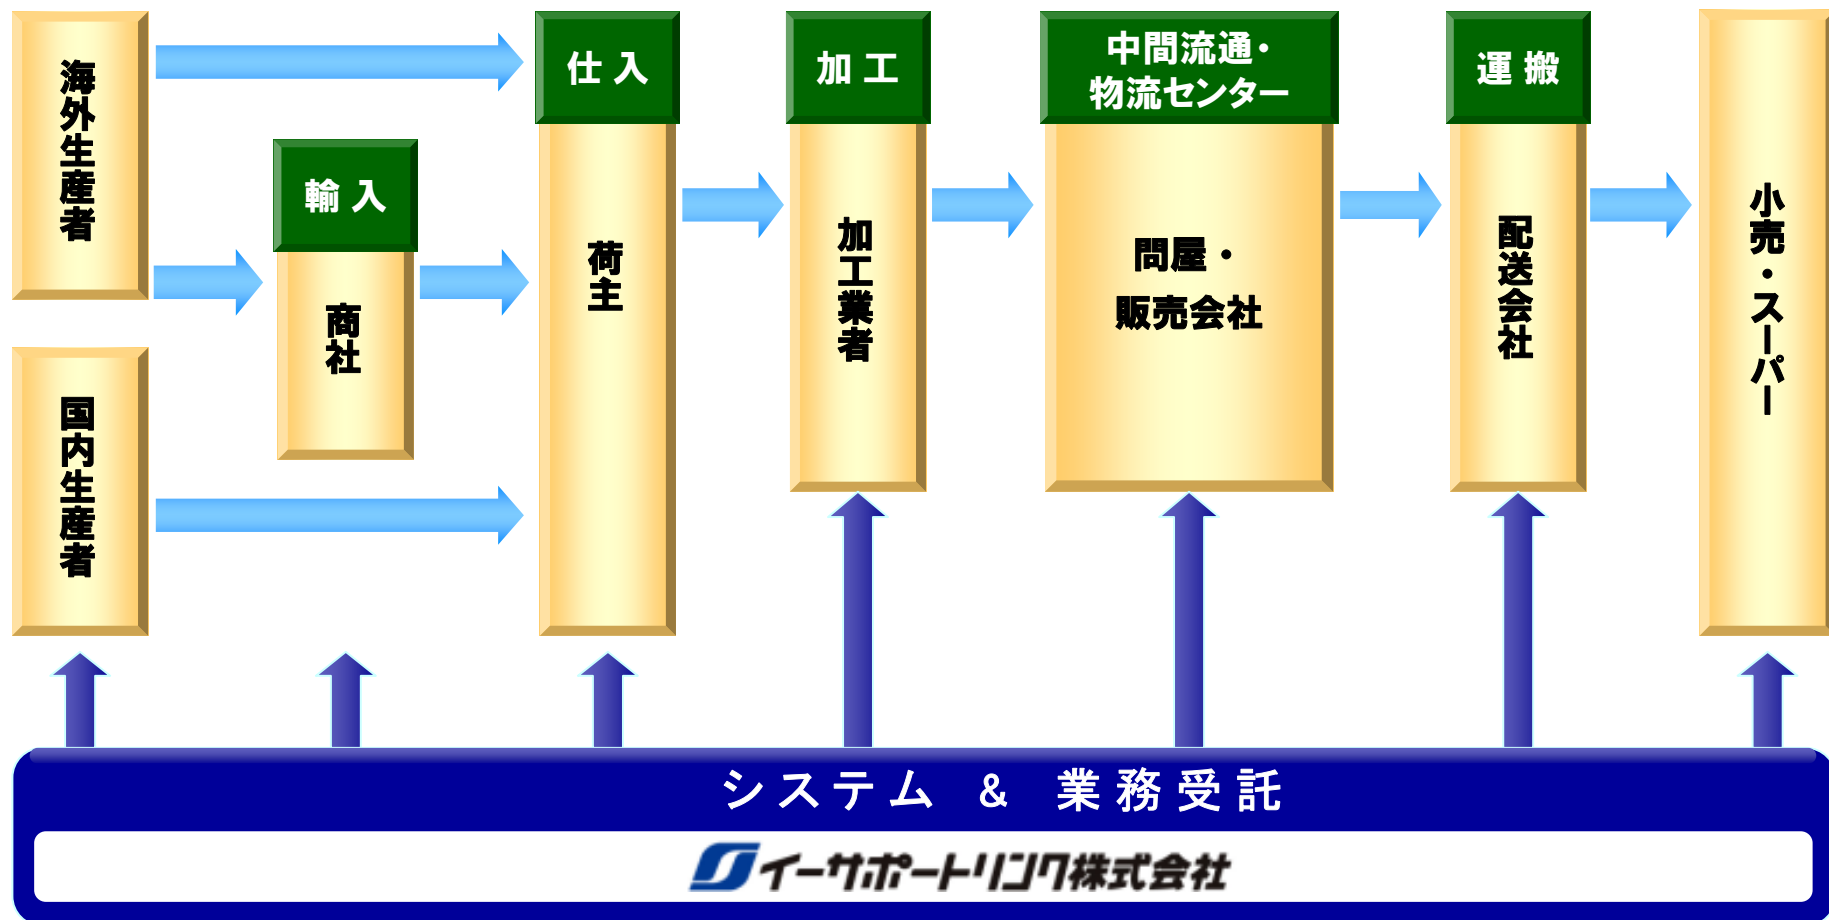 海外生産者
国内生産者
輸入
商社
仕入
荷主
加工
加工業者
中間流通・
物流センター
問屋・
販売会社
運搬
配送会社
小売・スーパー
システム & 業務受託
イーサポートリンク株式会社